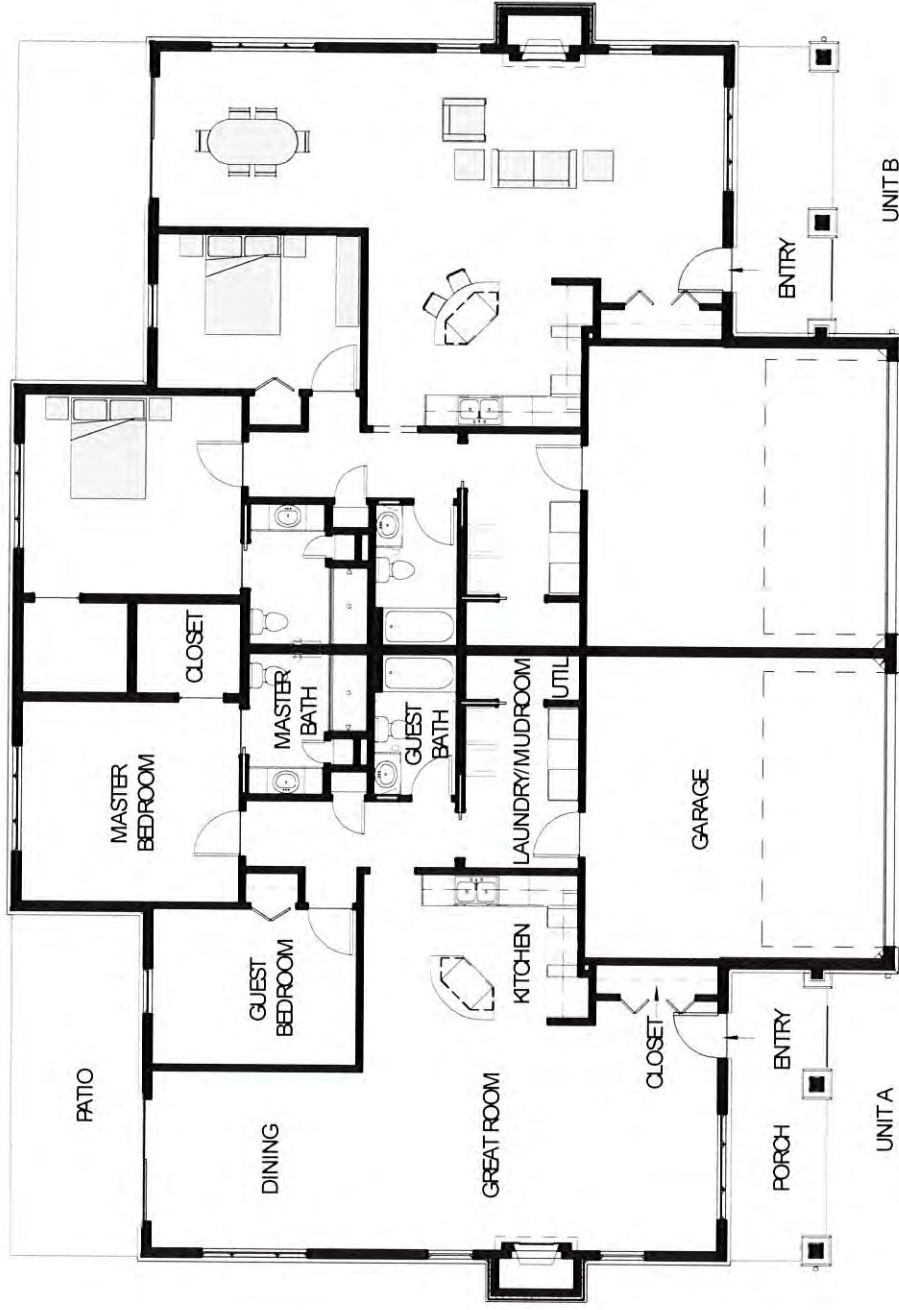 PATIO
MASTER
BEDROOM
CLOSET
GUEST
BEDROOM
MASTER
BATH
DINING
GUEST
BATH
GREAT ROOM
KITCHEN
LAUNDRY/MUDROOM
UTIL
CLOSET
GARAGE
PORCH
ENTRY
ENTRY
UNIT A
UNIT B